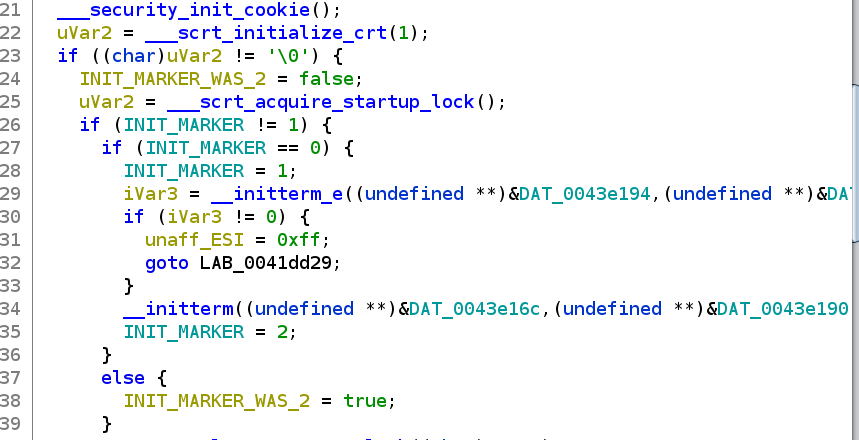 21 ___security_init_cookie();
22 uVar2 = ___scrt_initialize_crt(1);
23 if ((char)uVar2 != '\0') {
24 INIT_MARKER_WAS_2 = false;
25 uVar2 = ___scrt_acquire_startup_lock();
26 if (INIT_MARKER != 1) {
27 if (INIT_MARKER == 0) {
28 INIT_MARKER = 1;
29 iVar3 = __initterm_e((undefined **)&DAT_0043e194,(undefined **)&DA
30 if (iVar3 != 0) {
31 unaff_ESI = 0xff;
32 goto LAB_0041dd29;
33 }
34 __initterm((undefined **)&DAT_0043e16c,(undefined **)&DAT_0043e190
35 INIT_MARKER = 2;
36 }
37 else {
38 INIT_MARKER_WAS_2 = true;
39 }